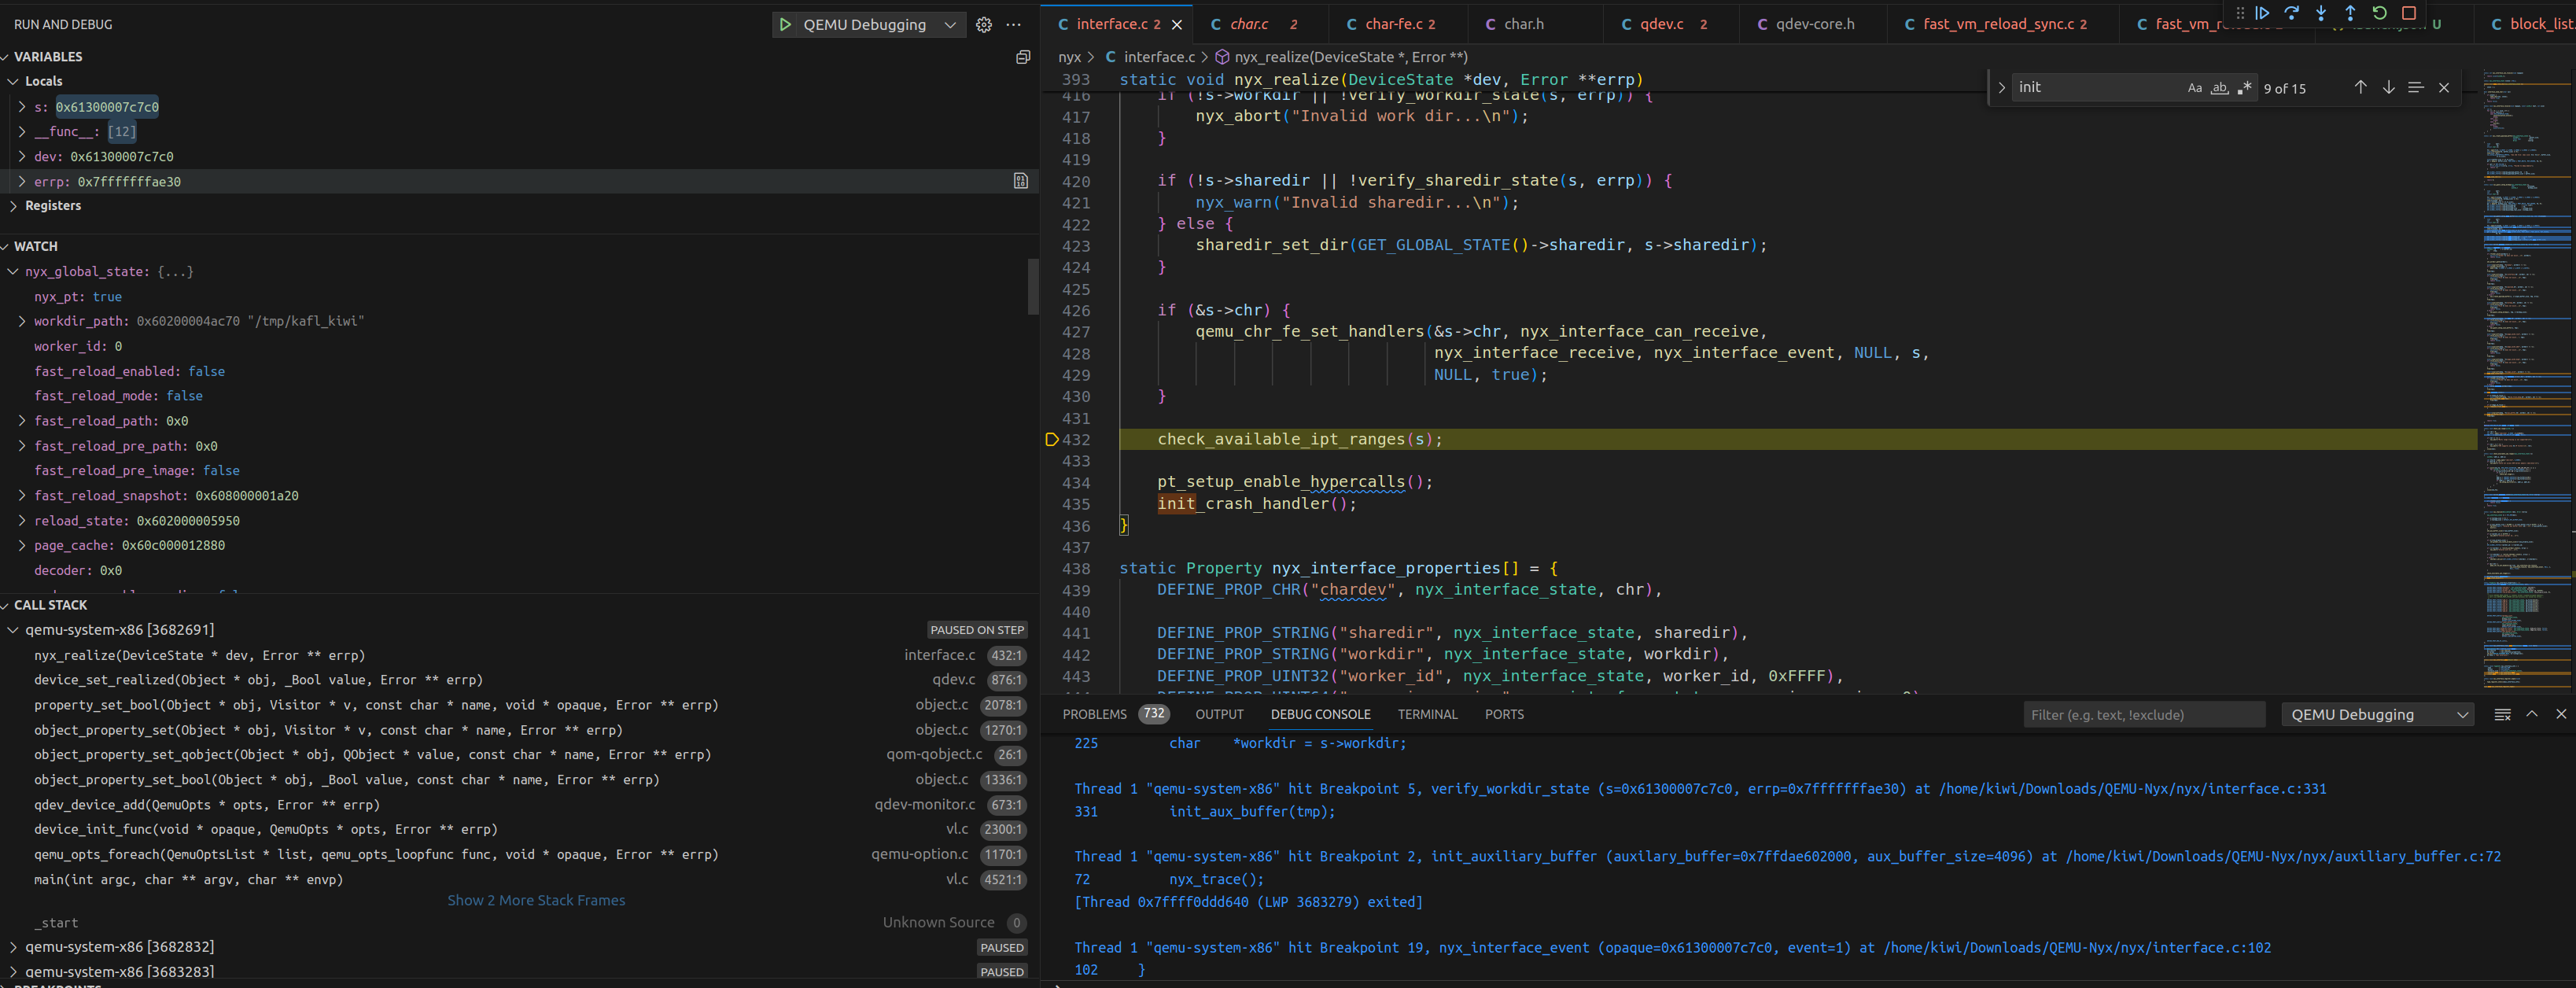 RUN AND DEBUG
QEMU Debugging
VARIABLES
Locals
s: 0x61300007c7c0
__func__: [12]
dev: 0x61300007c7c0
errp: 0x7fffffffae30
Registers
WATCH
nyx_global_state: {...}
nyx_pt: true
workdir_path: 0x60200004ac70 "/tmp/kafl_kiwi"
worker_id: 0
fast_reload_enabled: false
fast_reload_mode: false
fast_reload_path: 0x0
fast_reload_pre_path: 0x0
fast_reload_pre_image: false
fast_reload_snapshot: 0x608000001a20
reload_state: 0x602000005950
page_cache: 0x60c000012880
decoder: 0x0
CALL STACK
qemu-system-x86 [3682691] PAUSED ON STEP
nyx_realize(DeviceState * dev, Error ** errp) interface.c 432:1
device_set_realized(Object * obj, _Bool value, Error ** errp) qdev.c 876:1
property_set_bool(Object * obj, Visitor * v, const char * name, void * opaque, Error ** errp) object.c 2078:1
object_property_set(Object * obj, Visitor * v, const char * name, Error ** errp) object.c 1270:1
object_property_set_qobject(Object * obj, QObject * value, const char * name, Error ** errp) qom-qobject.c 26:1
object_property_set_bool(Object * obj, _Bool value, const char * name, Error ** errp) object.c 1336:1
qdev_device_add(QemuOpts * opts, Error ** errp) qdev-monitor.c 673:1
device_init_func(void * opaque, QemuOpts * opts, Error ** errp) vl.c 2300:1
qemu_opts_foreach(QemuOptsList * list, qemu_opts_loopfunc func, void * opaque, Error ** errp) qemu-option.c 1170:1
main(int argc, char ** argv, char ** envp) vl.c 4521:1
Show 2 More Stack Frames
_start Unknown Source 0
qemu-system-x86 [3682832] PAUSED
qemu-system-x86 [3683283] PAUSED
BREAKPOINTS
C interface.c 2 C char.c 2 C char-fe.c 2 C char.h C qdev.c 2 C qdev-core.h C fast_vm_reload_sync.c 2 C fast_vm_re U C block_list.
nyx > C interface.c > nyx_realize(DeviceState *, Error **)
init Aa ab .* 9 of 15
393 static void nyx_realize(DeviceState *dev, Error **errp)
416 if (!s->workdir || !verify_workdir_state(s, errp)) {
417 nyx_abort("Invalid work dir...\n");
418 }
419
420 if (!s->sharedir || !verify_sharedir_state(s, errp)) {
421 nyx_warn("Invalid sharedir...\n");
422 } else {
423 sharedir_set_dir(GET_GLOBAL_STATE()->sharedir, s->sharedir);
424 }
425
426 if (&s->chr) {
427 qemu_chr_fe_set_handlers(&s->chr, nyx_interface_can_receive,
428 nyx_interface_receive, nyx_interface_event, NULL, s,
429 NULL, true);
430 }
431
432 check_available_ipt_ranges(s);
433
434 pt_setup_enable_hypercalls();
435 init_crash_handler();
436 }
437
438 static Property nyx_interface_properties[] = {
439 DEFINE_PROP_CHR("chardev", nyx_interface_state, chr),
440
441 DEFINE_PROP_STRING("sharedir", nyx_interface_state, sharedir),
442 DEFINE_PROP_STRING("workdir", nyx_interface_state, workdir),
443 DEFINE_PROP_UINT32("worker_id", nyx_interface_state, worker_id, 0xFFFF),
PROBLEMS 732 OUTPUT DEBUG CONSOLE TERMINAL PORTS
Filter (e.g. text, !exclude) QEMU Debugging
225 char *workdir = s->workdir;
Thread 1 "qemu-system-x86" hit Breakpoint 5, verify_workdir_state (s=0x61300007c7c0, errp=0x7fffffffae30) at /home/kiwi/Downloads/QEMU-Nyx/nyx/interface.c:331
331 init_aux_buffer(tmp);
Thread 1 "qemu-system-x86" hit Breakpoint 2, init_auxiliary_buffer (auxilary_buffer=0x7ffdae602000, aux_buffer_size=4096) at /home/kiwi/Downloads/QEMU-Nyx/nyx/auxiliary_buffer.c:72
72 nyx_trace();
[Thread 0x7ffff0ddd640 (LWP 3683279) exited]
Thread 1 "qemu-system-x86" hit Breakpoint 19, nyx_interface_event (opaque=0x61300007c7c0, event=1) at /home/kiwi/Downloads/QEMU-Nyx/nyx/interface.c:102
102 }